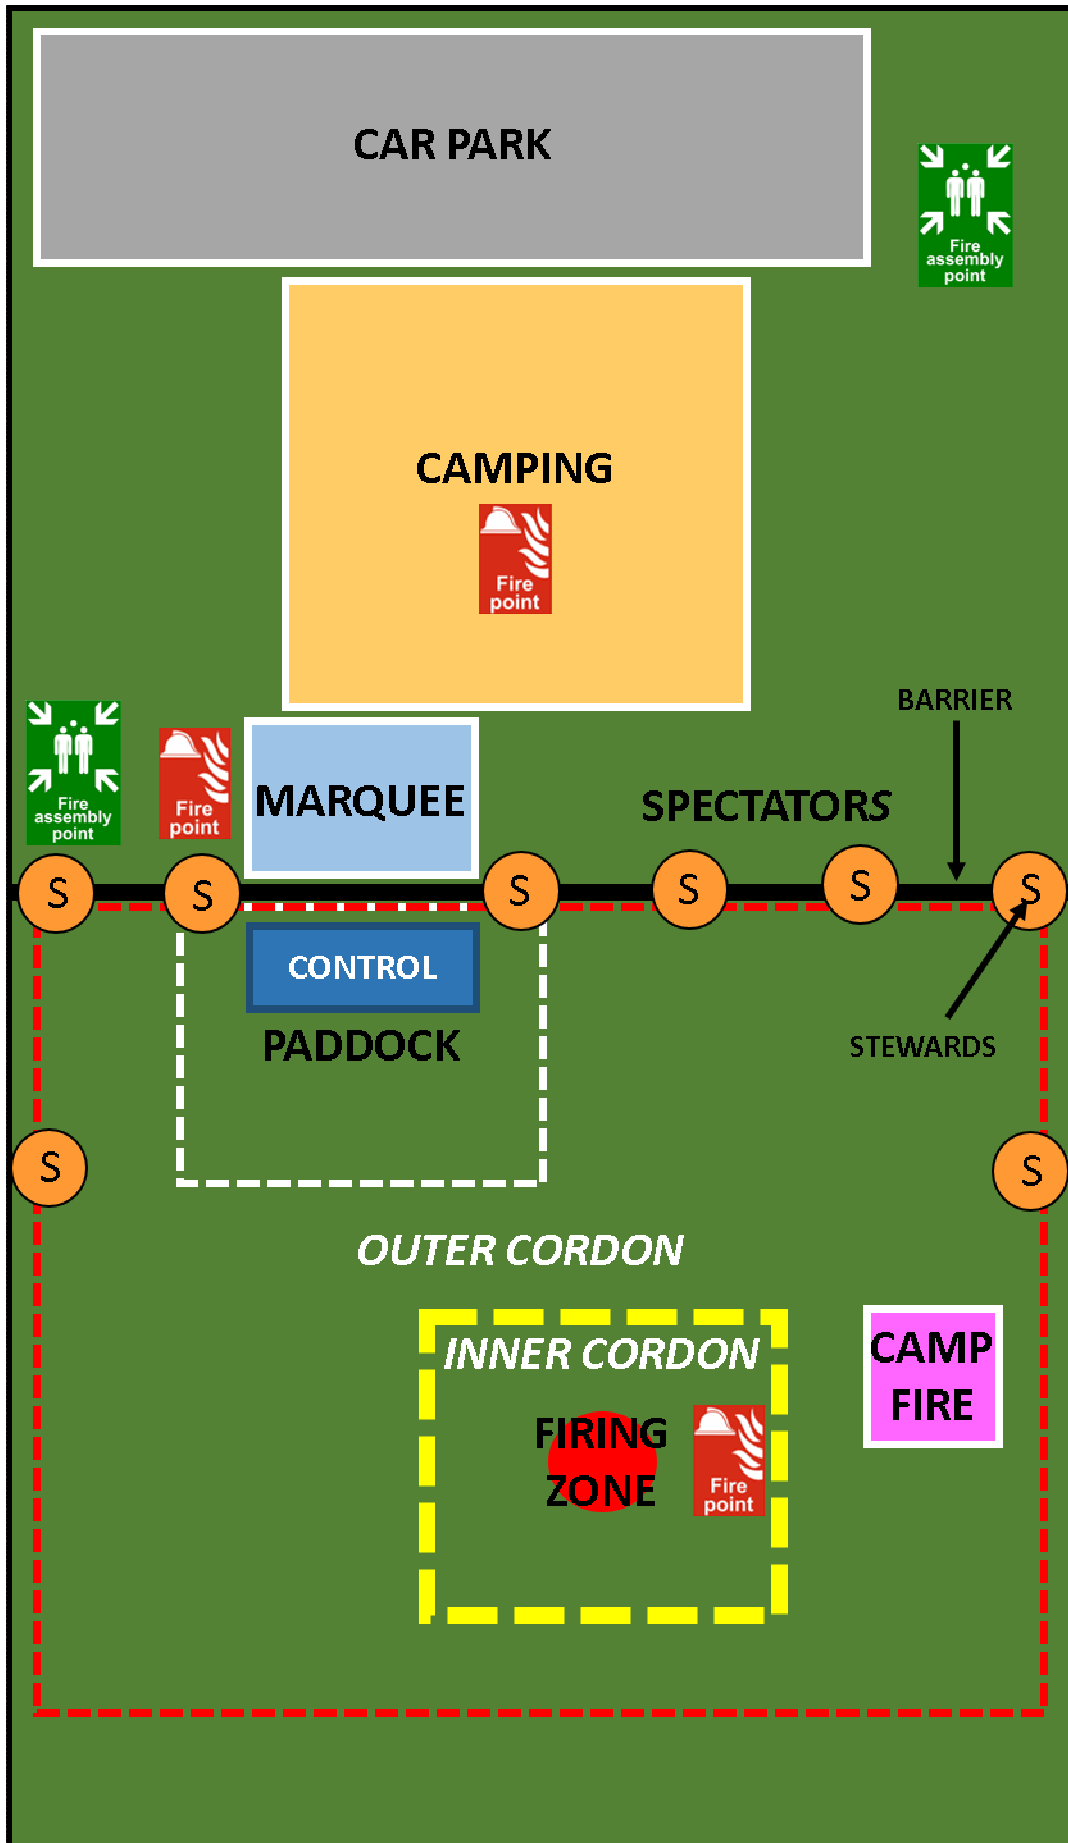 CAR PARK
Fire
assembly
point
CAMPING
Fire
point
BARRIER
Fire
assembly
point
Fire
point
MARQUEE
SPECTATORS
S
S
S
S
S
S
CONTROL
PADDOCK
STEWARDS
S
S
OUTER CORDON
INNER CORDON
CAMP
FIRE
FIRING
ZONE
Fire
point